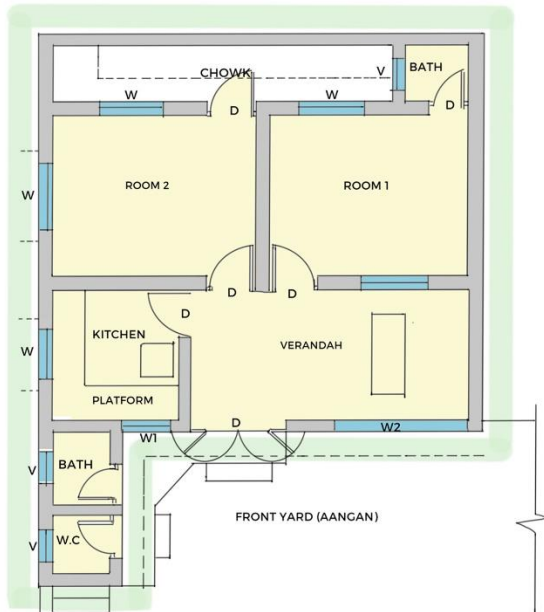 CHOWK
V
BATH
W
D
W
D
W
ROOM 2
ROOM 1
D
D
D
W
KITCHEN
VERANDAH
PLATFORM
D
W1
W2
V
BATH
FRONT YARD (AANGAN)
V
W.C